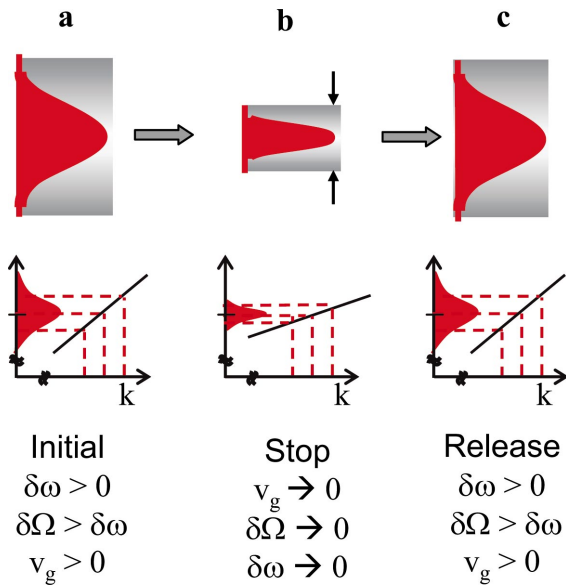 a b c
k k k
Initial Stop Release
δω > 0 v_g → 0 δω > 0
δΩ > δω δΩ → 0 δΩ > δω
v_g > 0 δω → 0 v_g > 0